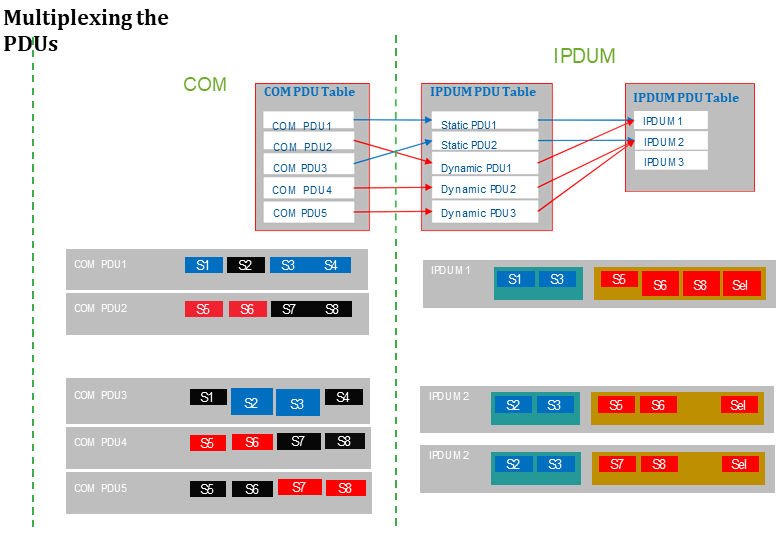 Multiplexing the
PDUs
COM
IPDUM
COM PDU Table
COM PDU1
COM PDU2
COM PDU3
COM PDU4
COM PDU5
IPDUM PDU Table
Static PDU1
Static PDU2
Dynamic PDU1
Dynamic PDU2
Dynamic PDU3
IPDUM PDU Table
IPDUM 1
IPDUM 2
IPDUM 3
COM PDU1 S1 S2 S3 S4
COM PDU2 S5 S6 S7 S8
COM PDU3 S1 S2 S3 S4
COM PDU4 S5 S6 S7 S8
COM PDU5 S5 S6 S7 S8
IPDUM 1 S1 S3 S5 S6 S8 Sel
IPDUM 2 S2 S3 S5 S6 Sel
IPDUM 2 S2 S3 S7 S8 Sel